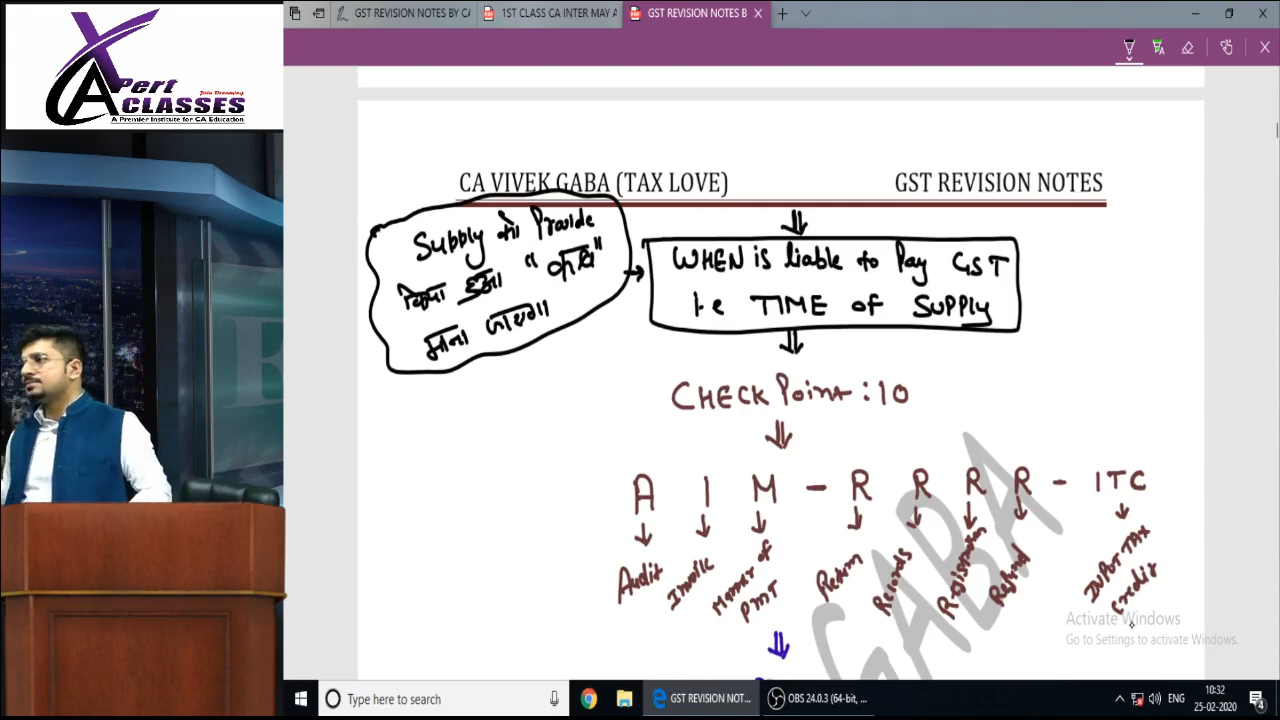 GST REVISION NOTES BY CA
1ST CLASS CA INTER MAY A
GST REVISION NOTES B
XPert
Join Dreaming
CA CLASSES
A Premier Institute for CA Education
CA VIVEK GABA (TAX LOVE)
GST REVISION NOTES
Supply को Provide
किया हुआ "कब"
माना जायेगा
WHEN is liable to Pay GST
i.e TIME OF SUPPLY
CHECK Point : 10
A I M - R R R R - ITC
Audit
Invoice
Manner of PMT
Return
Records
Refund
INPUT TAX Credit
GABA
Activate Windows
Go to Settings to activate Windows.
Type here to search
GST REVISION NOT...
OBS 24.0.3 (64-bit, ...
ENG
10:32
25-02-2020
4